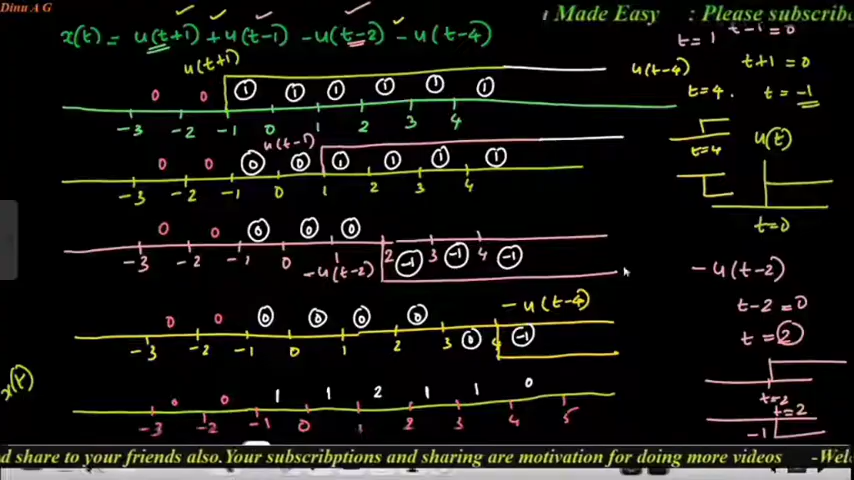 Dinu A G
Made Easy : Please subscrib
x(t) = u(t+1) + u(t-1) - u(t-2) - u(t-4)
t=1 t-1=0
u(t+1)
0 0 1 1 1 1 1 1
-3 -2 -1 0 1 2 3 4
u(t-4)
t+1=0
t=4. t=-1
u(t-1)
0 0 0 0 1 1 1 1
-3 -2 -1 0 1 2 3 4
t=4
u(t)
t=0
0 0 0 0 0
-3 -2 -1 0 1 2 -1 3 -1 4 -1
-u(t-2)
-u(t-2)
t-2=0
t=2
-u(t-4)
0 0 0 0 0 0 0 -1
-3 -2 -1 0 1 2 3 4
t=2
t=2
-1
x(t)
0 0 1 1 2 1 1 0
-3 -2 -1 0 1 2 3 4 5
d share to your friends also.Your subscribptions and sharing are motivation for doing more videos -Wel